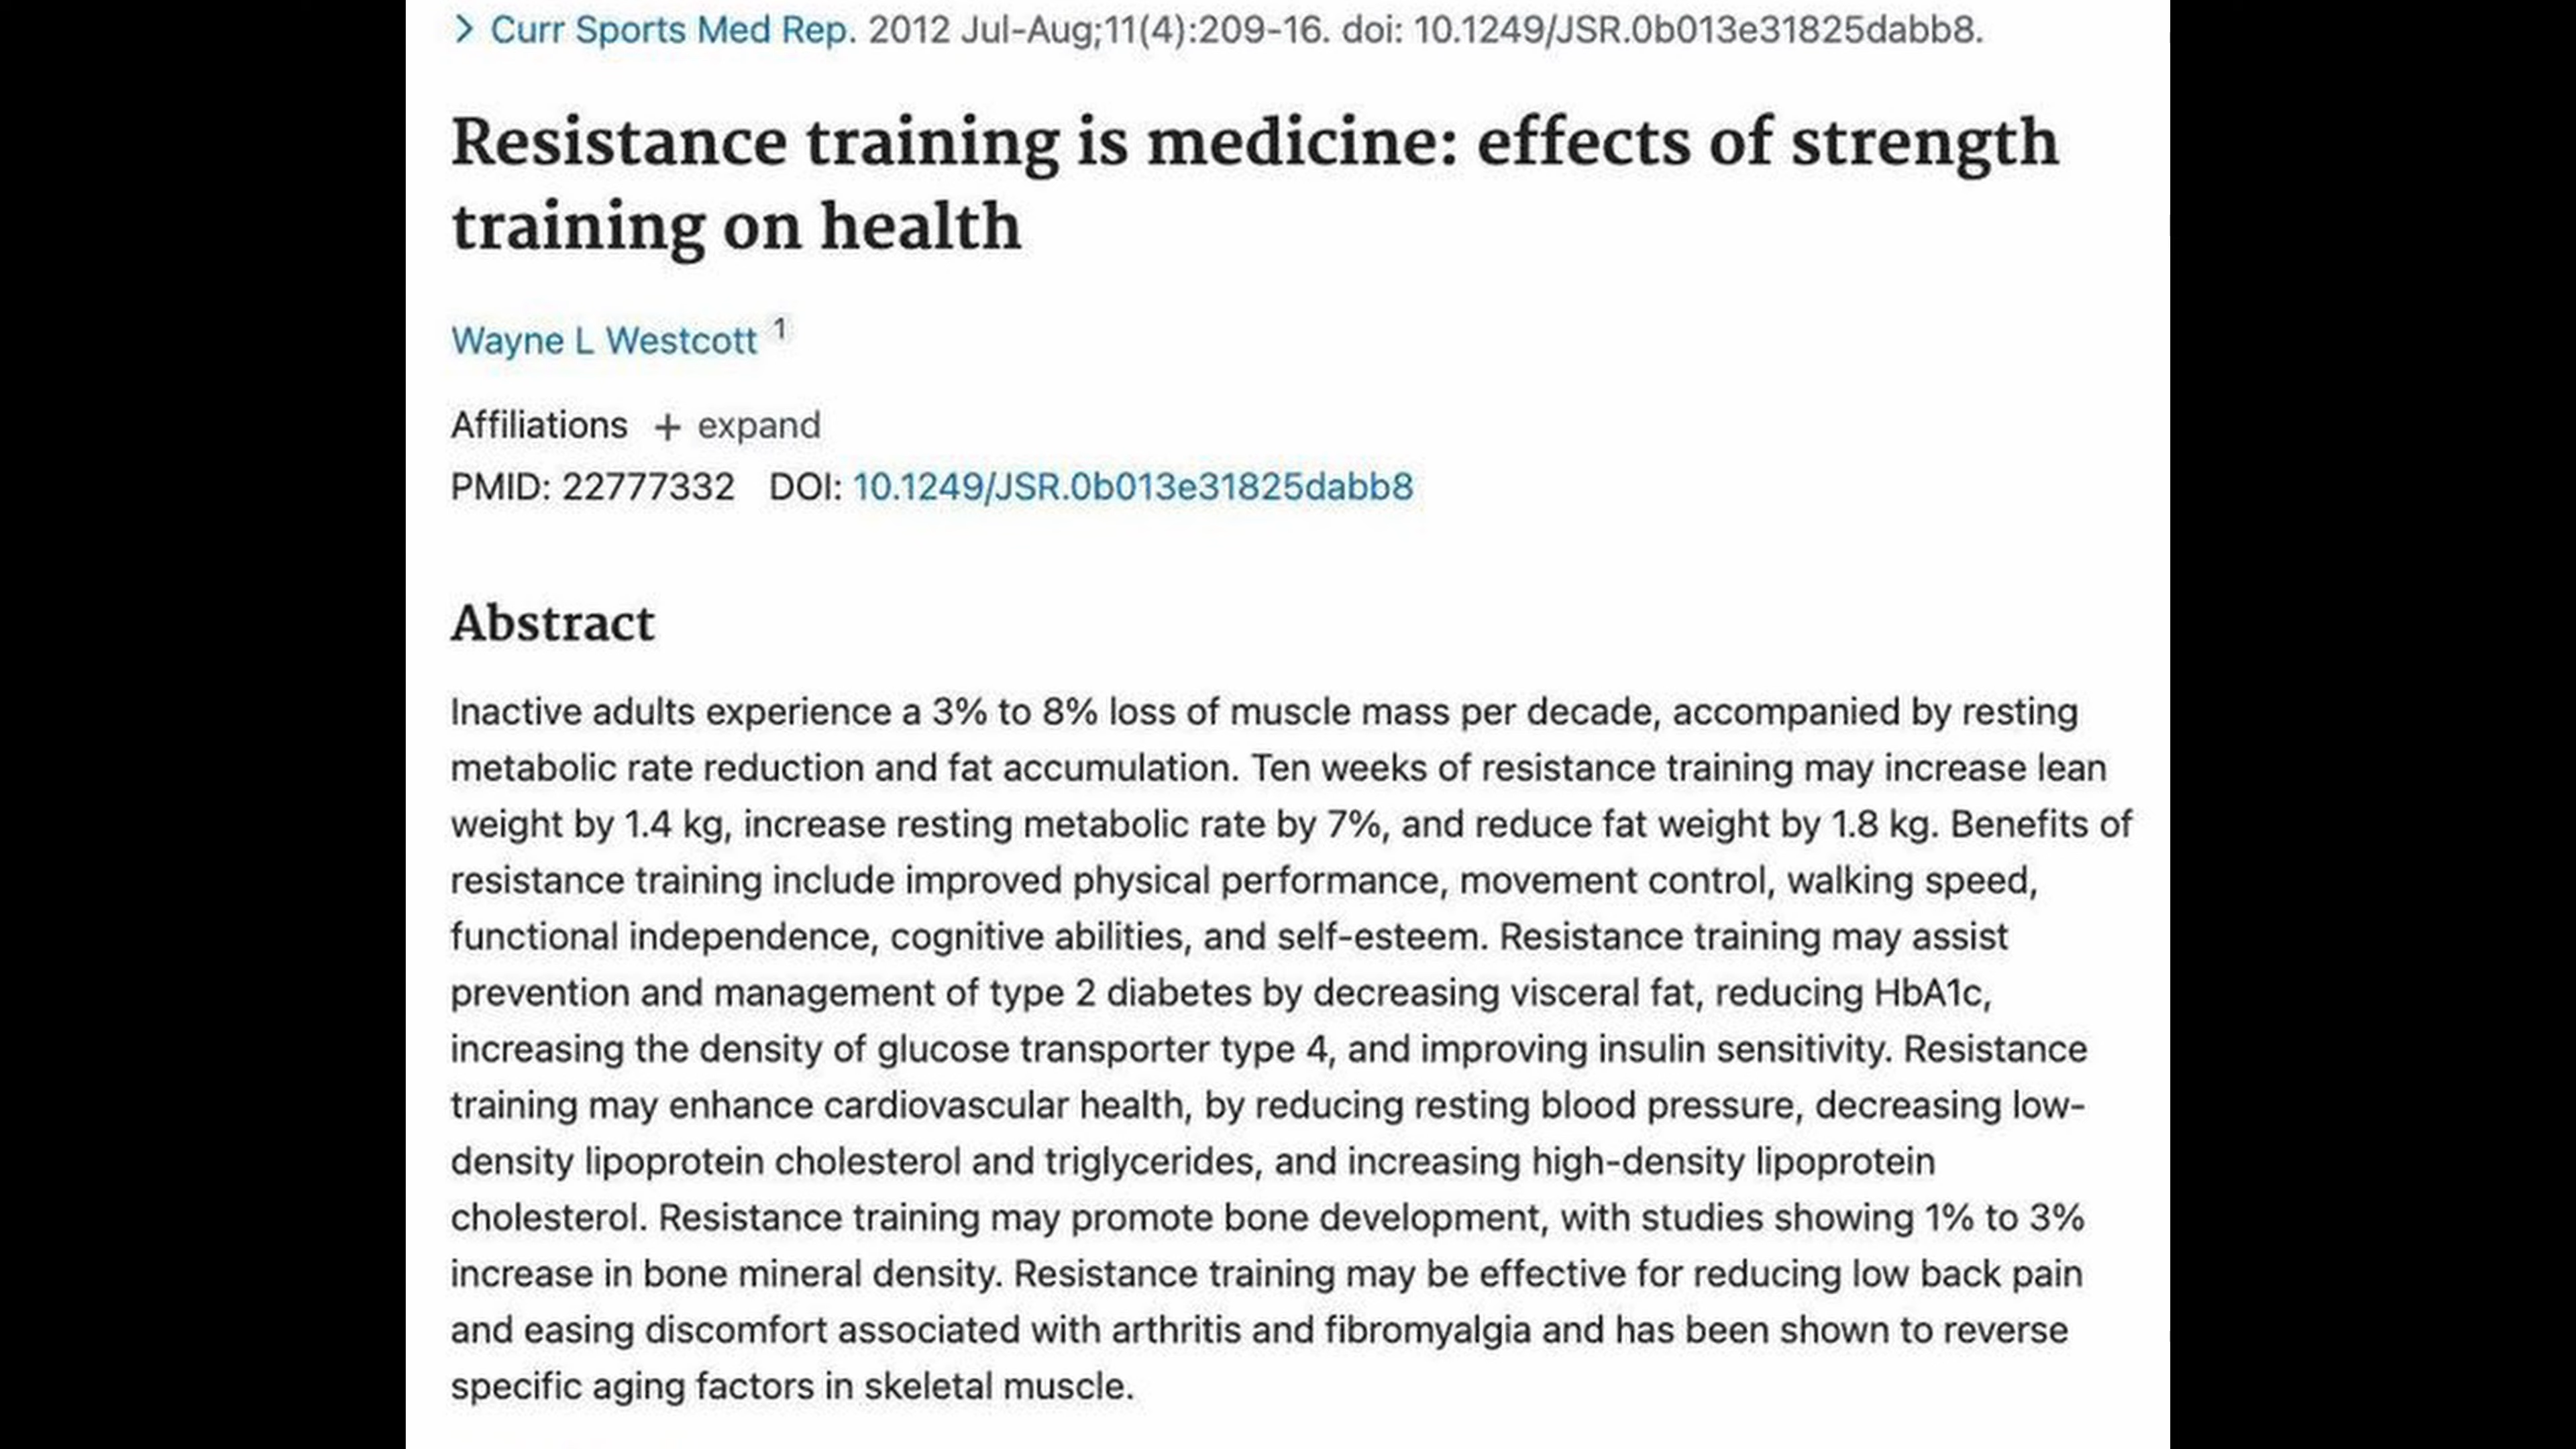 > Curr Sports Med Rep. 2012 Jul-Aug;11(4):209-16. doi: 10.1249/JSR.0b013e31825dabb8.
Resistance training is medicine: effects of strength
training on health
Wayne L Westcott 1
Affiliations + expand
PMID: 22777332 DOI: 10.1249/JSR.0b013e31825dabb8
Abstract
Inactive adults experience a 3% to 8% loss of muscle mass per decade, accompanied by resting
metabolic rate reduction and fat accumulation. Ten weeks of resistance training may increase lean
weight by 1.4 kg, increase resting metabolic rate by 7%, and reduce fat weight by 1.8 kg. Benefits of
resistance training include improved physical performance, movement control, walking speed,
functional independence, cognitive abilities, and self-esteem. Resistance training may assist
prevention and management of type 2 diabetes by decreasing visceral fat, reducing HbA1c,
increasing the density of glucose transporter type 4, and improving insulin sensitivity. Resistance
training may enhance cardiovascular health, by reducing resting blood pressure, decreasing low-
density lipoprotein cholesterol and triglycerides, and increasing high-density lipoprotein
cholesterol. Resistance training may promote bone development, with studies showing 1% to 3%
increase in bone mineral density. Resistance training may be effective for reducing low back pain
and easing discomfort associated with arthritis and fibromyalgia and has been shown to reverse
specific aging factors in skeletal muscle.